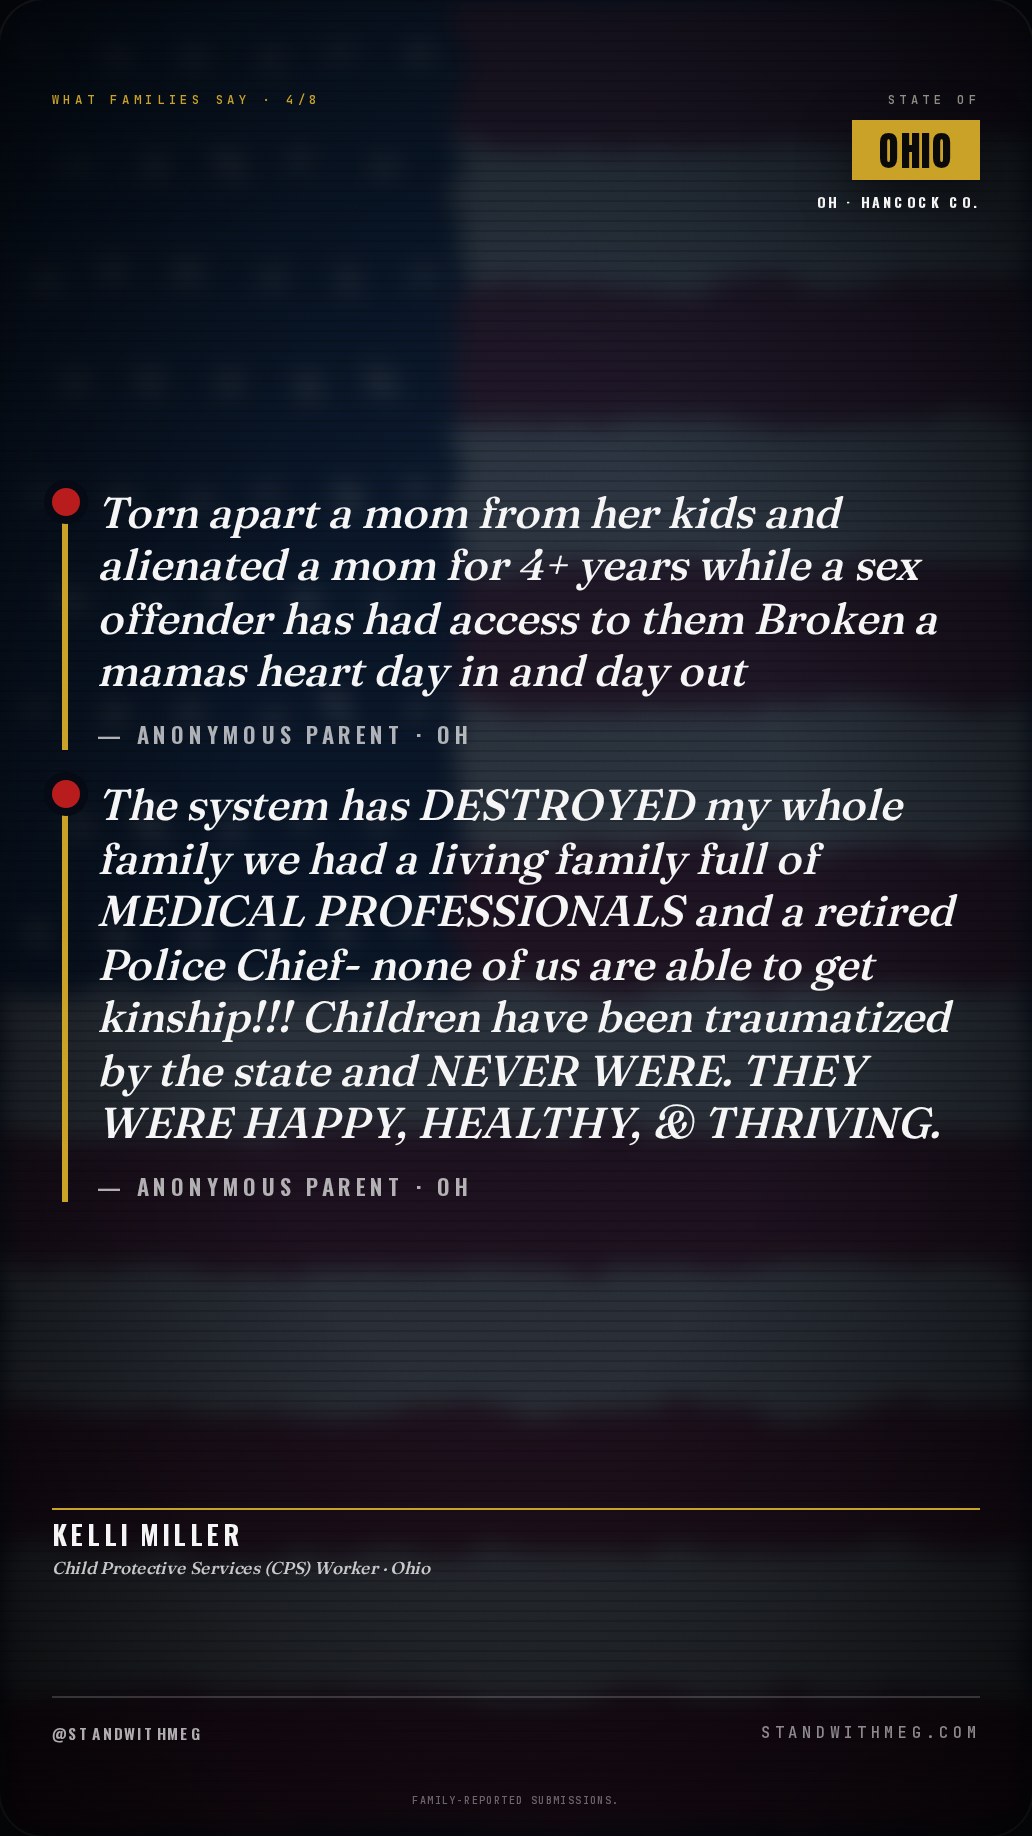 WHAT FAMILIES SAY · 4/8
STATE OF
OHIO
OH · HANCOCK CO.
Torn apart a mom from her kids and
alienated a mom for 4+ years while a sex
offender has had access to them Broken a
mamas heart day in and day out
— ANONYMOUS PARENT · OH
The system has DESTROYED my whole
family we had a living family full of
MEDICAL PROFESSIONALS and a retired
Police Chief- none of us are able to get
kinship!!! Children have been traumatized
by the state and NEVER WERE. THEY
WERE HAPPY, HEALTHY, & THRIVING.
— ANONYMOUS PARENT · OH
KELLI MILLER
Child Protective Services (CPS) Worker · Ohio
@STANDWITHMEG
STANDWITHMEG.COM
FAMILY-REPORTED SUBMISSIONS.